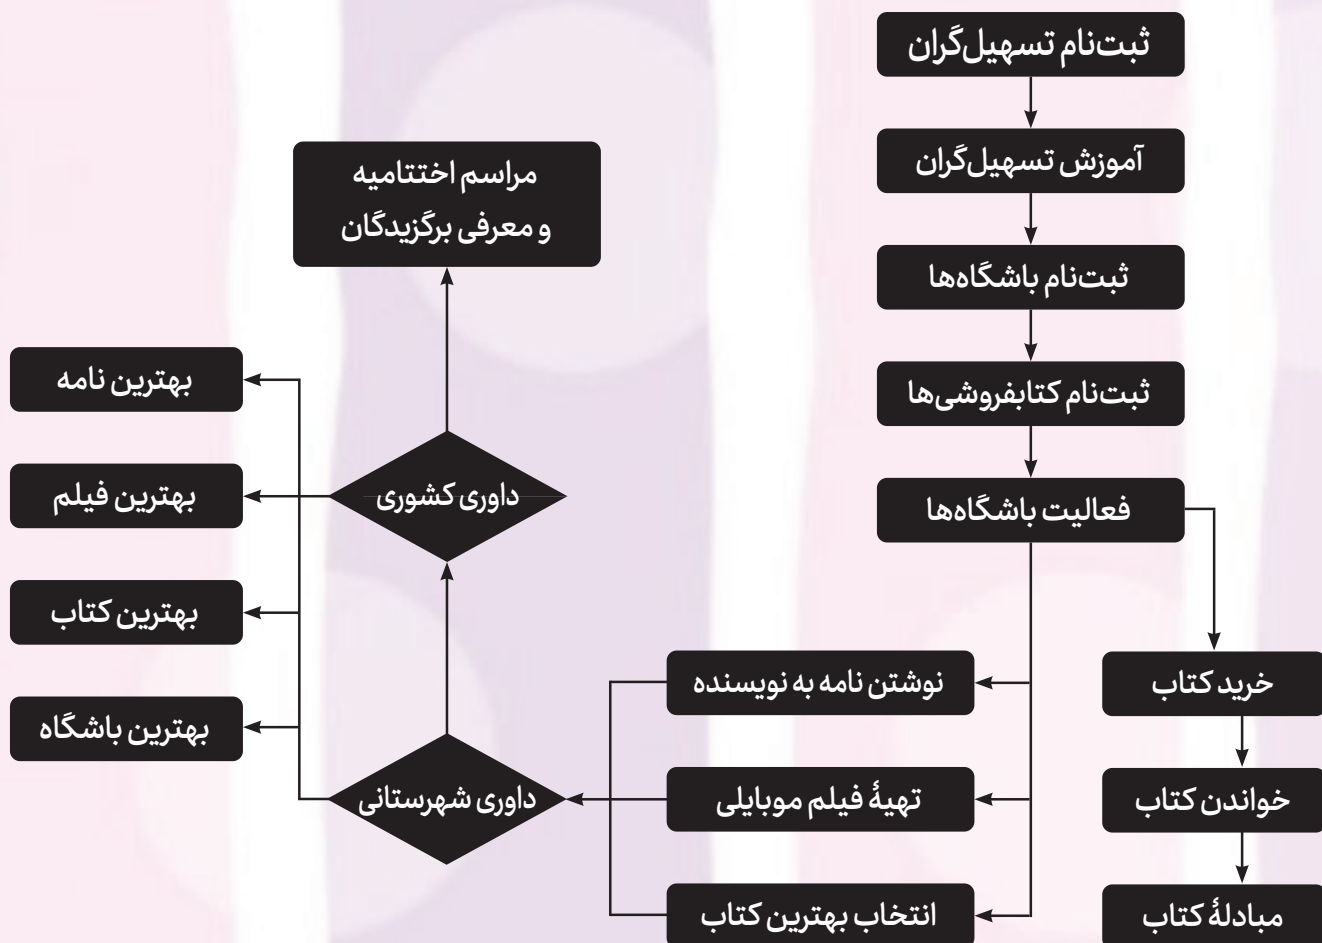 ثبت‌نام تسهیل‌گران
آموزش تسهیل‌گران
ثبت‌نام باشگاه‌ها
ثبت‌نام کتابفروشی‌ها
فعالیت باشگاه‌ها
خرید کتاب
خواندن کتاب
مبادلهٔ کتاب
نوشتن نامه به نویسنده
تهیهٔ فیلم موبایلی
انتخاب بهترین کتاب
داوری شهرستانی
داوری کشوری
مراسم اختتامیه
و معرفی برگزیدگان
بهترین نامه
بهترین فیلم
بهترین کتاب
بهترین باشگاه